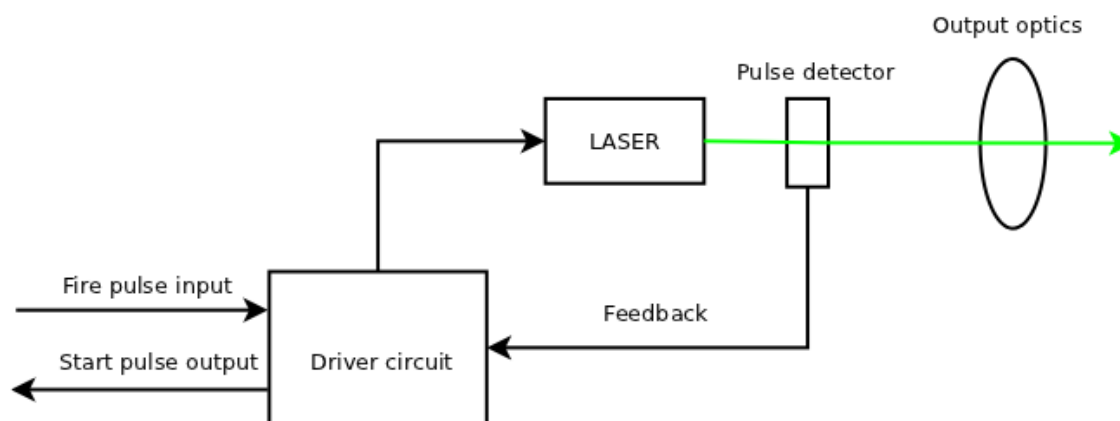 Output optics
Pulse detector
LASER
Fire pulse input
Feedback
Start pulse output
Driver circuit